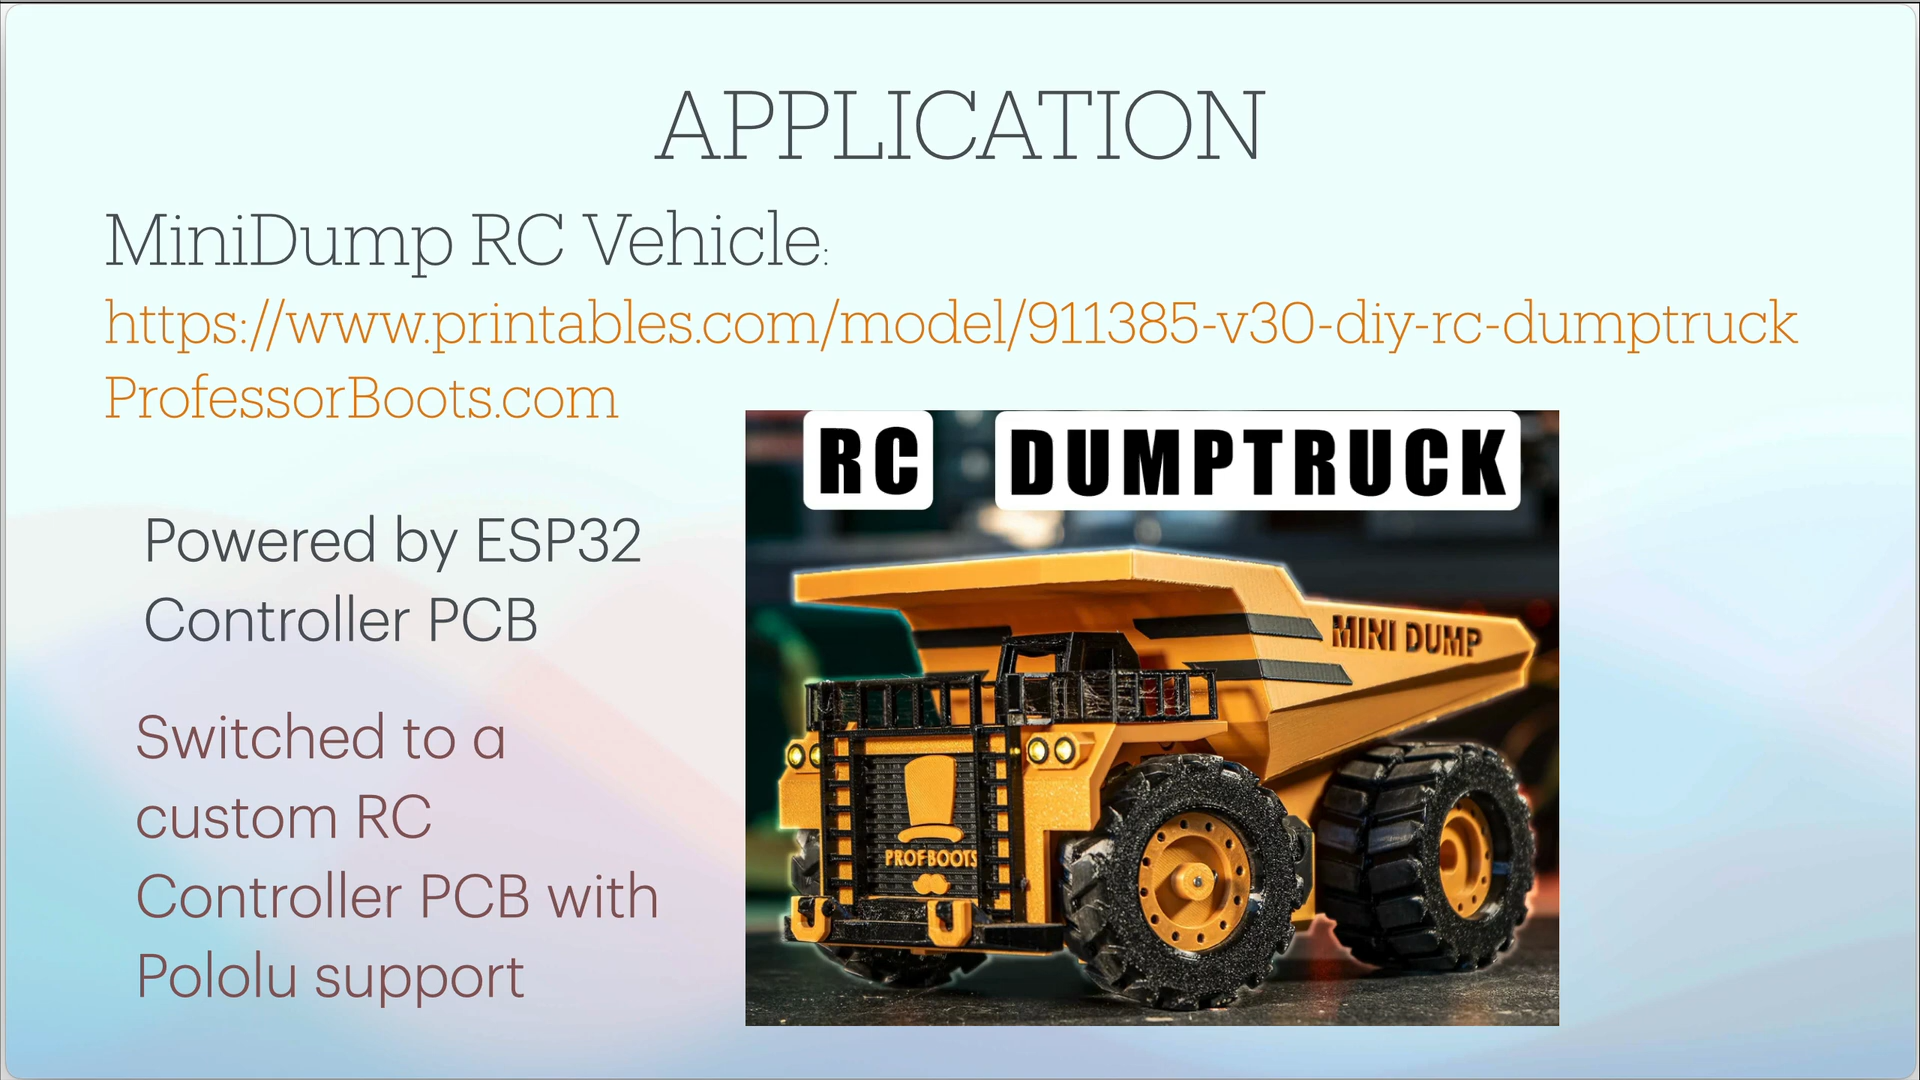 APPLICATION
MiniDump RC Vehicle:
https://www.printables.com/model/911385-v30-diy-rc-dumptruck
ProfessorBoots.com
Powered by ESP32
Controller PCB
Switched to a
custom RC
Controller PCB with
Pololu support
RC DUMPTRUCK
MINI DUMP
PROFBOOTS